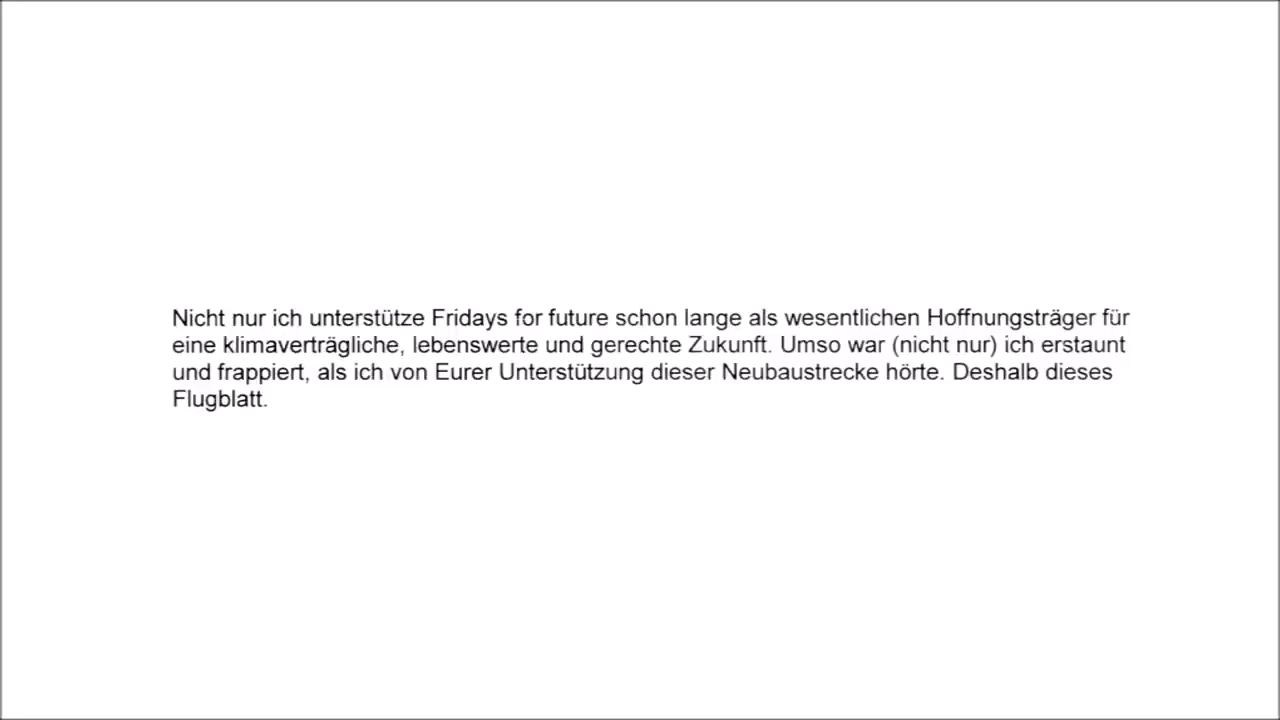 Nicht nur ich unterstütze Fridays for future schon lange als wesentlichen Hoffnungsträger für
eine klimaverträgliche, lebenswerte und gerechte Zukunft. Umso war (nicht nur) ich erstaunt
und frappiert, als ich von Eurer Unterstützung dieser Neubaustrecke hörte. Deshalb dieses
Flugblatt.